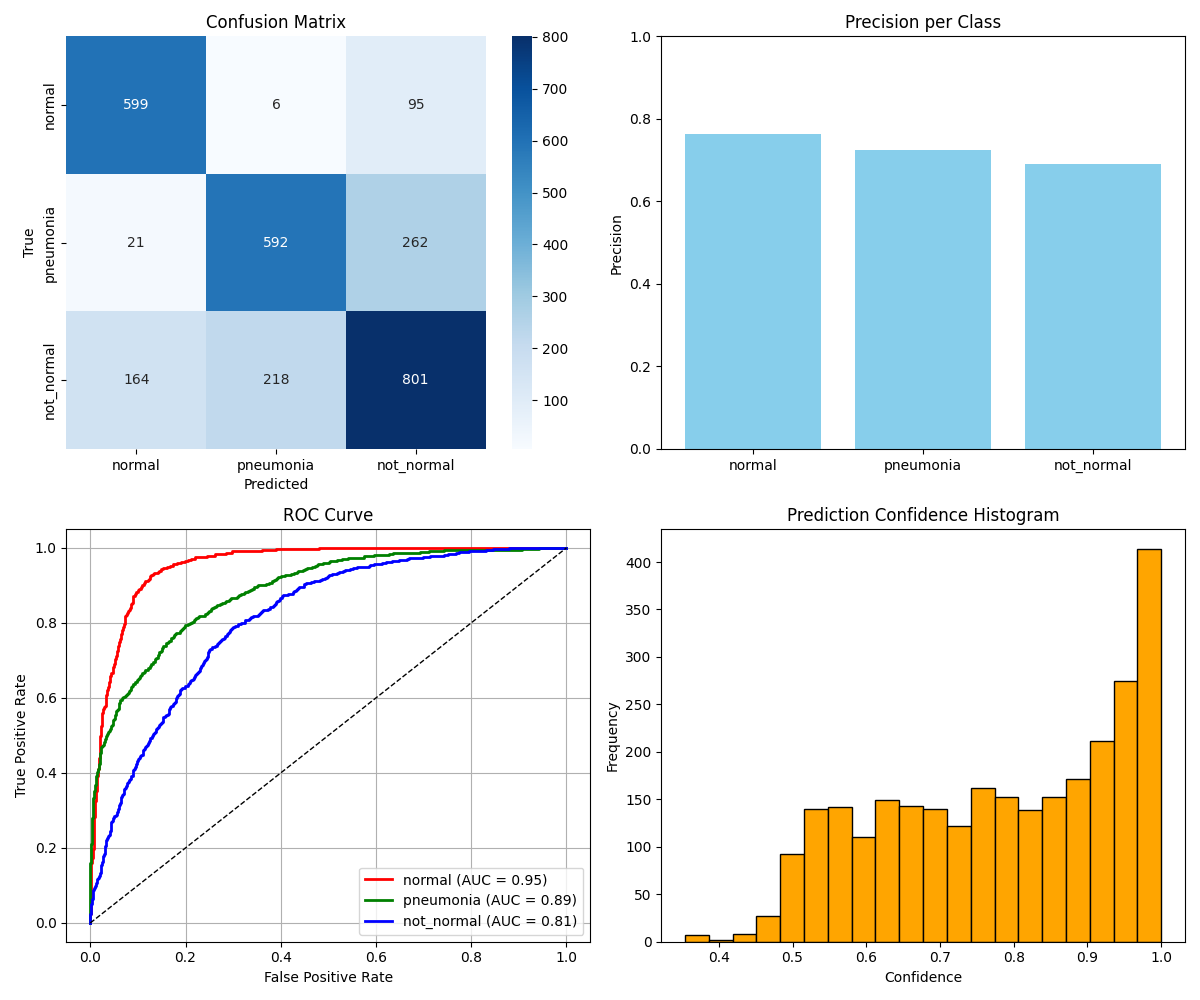 Confusion Matrix
True
normal
pneumonia
not_normal
599 6 95
21 592 262
164 218 801
normal pneumonia not_normal
Predicted
800
700
600
500
400
300
200
100
Precision per Class
Precision
1.0
0.8
0.6
0.4
0.2
0.0
normal pneumonia not_normal
ROC Curve
True Positive Rate
1.0
0.8
0.6
0.4
0.2
0.0
normal (AUC = 0.95)
pneumonia (AUC = 0.89)
not_normal (AUC = 0.81)
0.0 0.2 0.4 0.6 0.8 1.0
False Positive Rate
Prediction Confidence Histogram
Frequency
400
350
300
250
200
150
100
50
0
0.4 0.5 0.6 0.7 0.8 0.9 1.0
Confidence